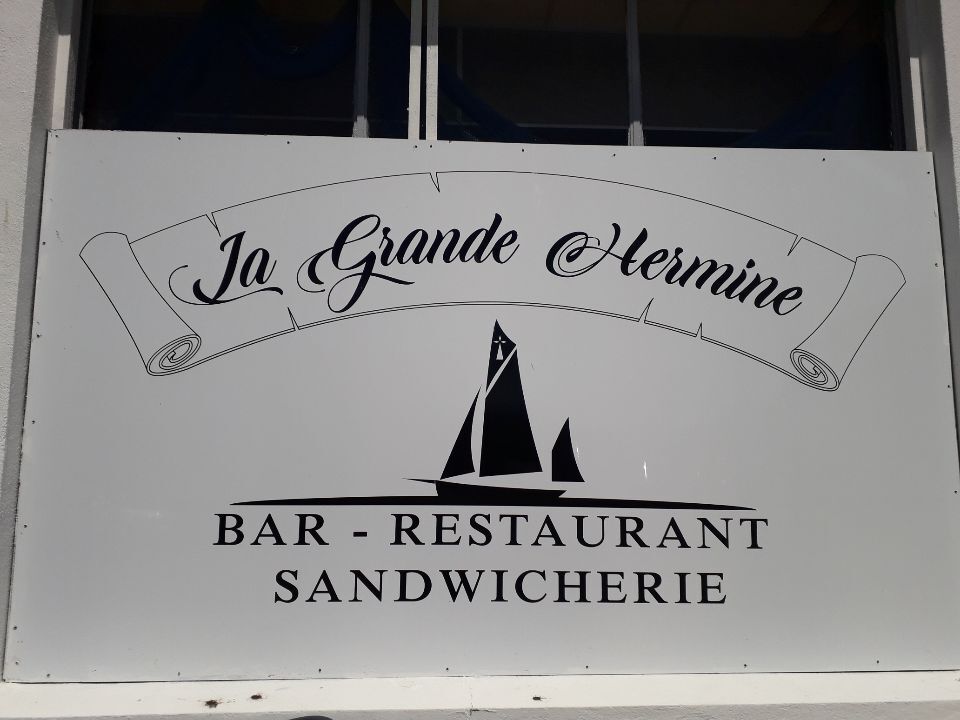 La Grande Hermine
BAR - RESTAURANT
SANDWICHERIE